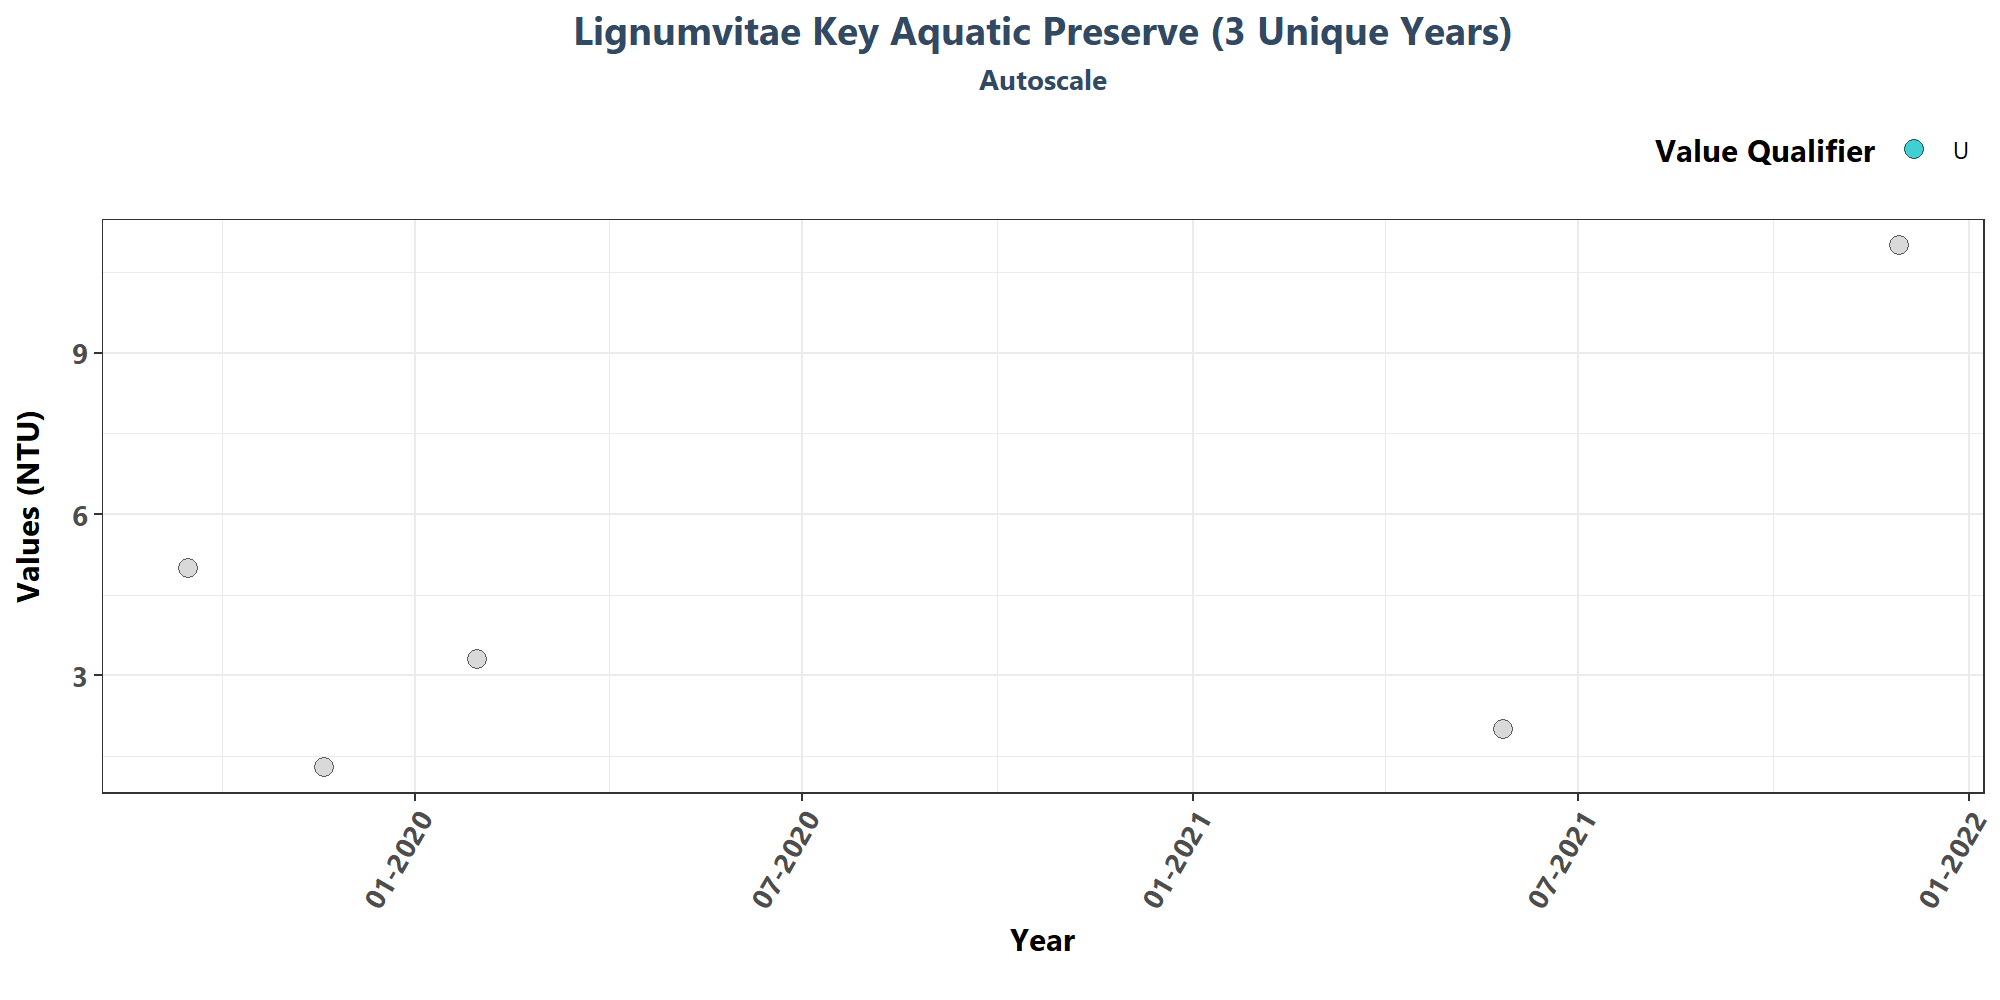 Lignumvitae Key Aquatic Preserve (3 Unique Years)
Autoscale
Value Qualifier U
Values (NTU)
9
6
3
01-2020 07-2020 01-2021 07-2021 01-2022
Year